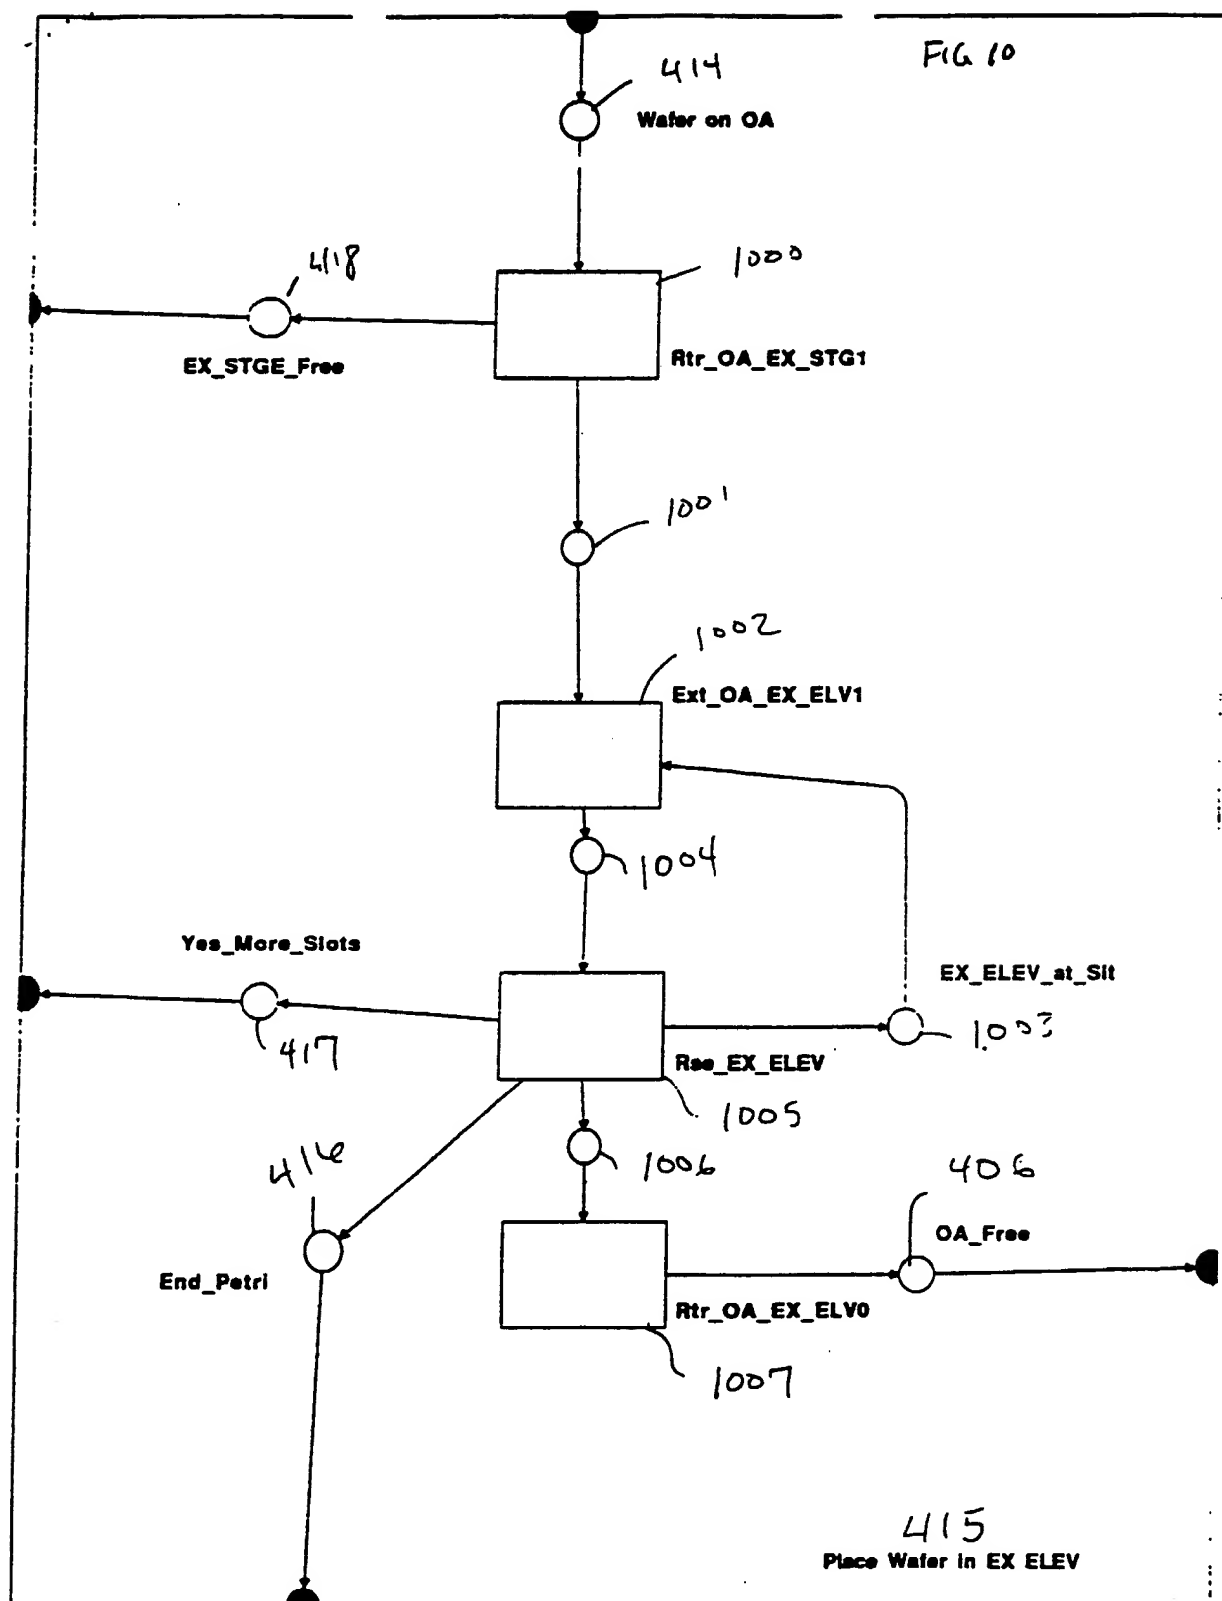 FIG 10
414
Wafer on OA
1000
418
EX_STGE_Free
Rtr_OA_EX_STG1
1001
1002
Ext_OA_EX_ELV1
1004
Yes_More_Slots
EX_ELEV_at_Slt
417
1003
Rse_EX_ELEV
1005
416
1006
406
OA_Free
End_Petri
Rtr_OA_EX_ELV0
1007
415
Place Wafer in EX ELEV